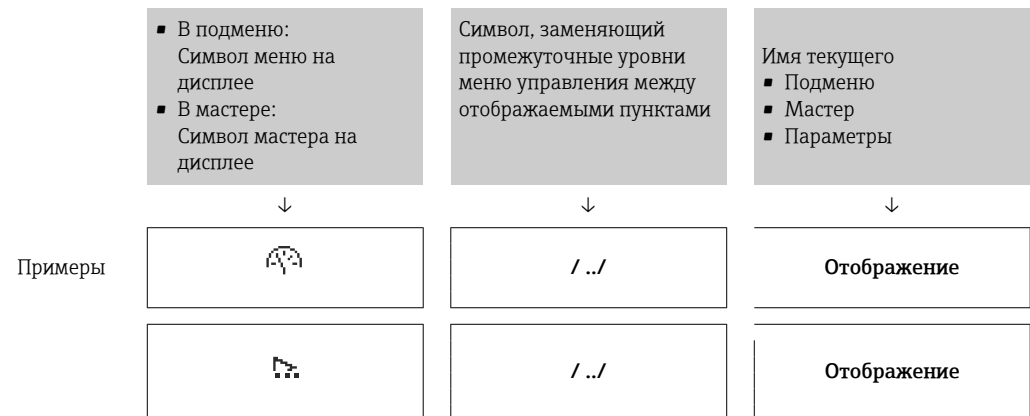 ▪ В подменю:
Символ меню на
дисплее
▪ В мастере:
Символ мастера на
дисплее
Символ, заменяющий
промежуточные уровни
меню управления между
отображаемыми пунктами
Имя текущего
▪ Подменю
▪ Мастер
▪ Параметры
↓ ↓ ↓
Примеры / ../ Отображение
/ ../ Отображение